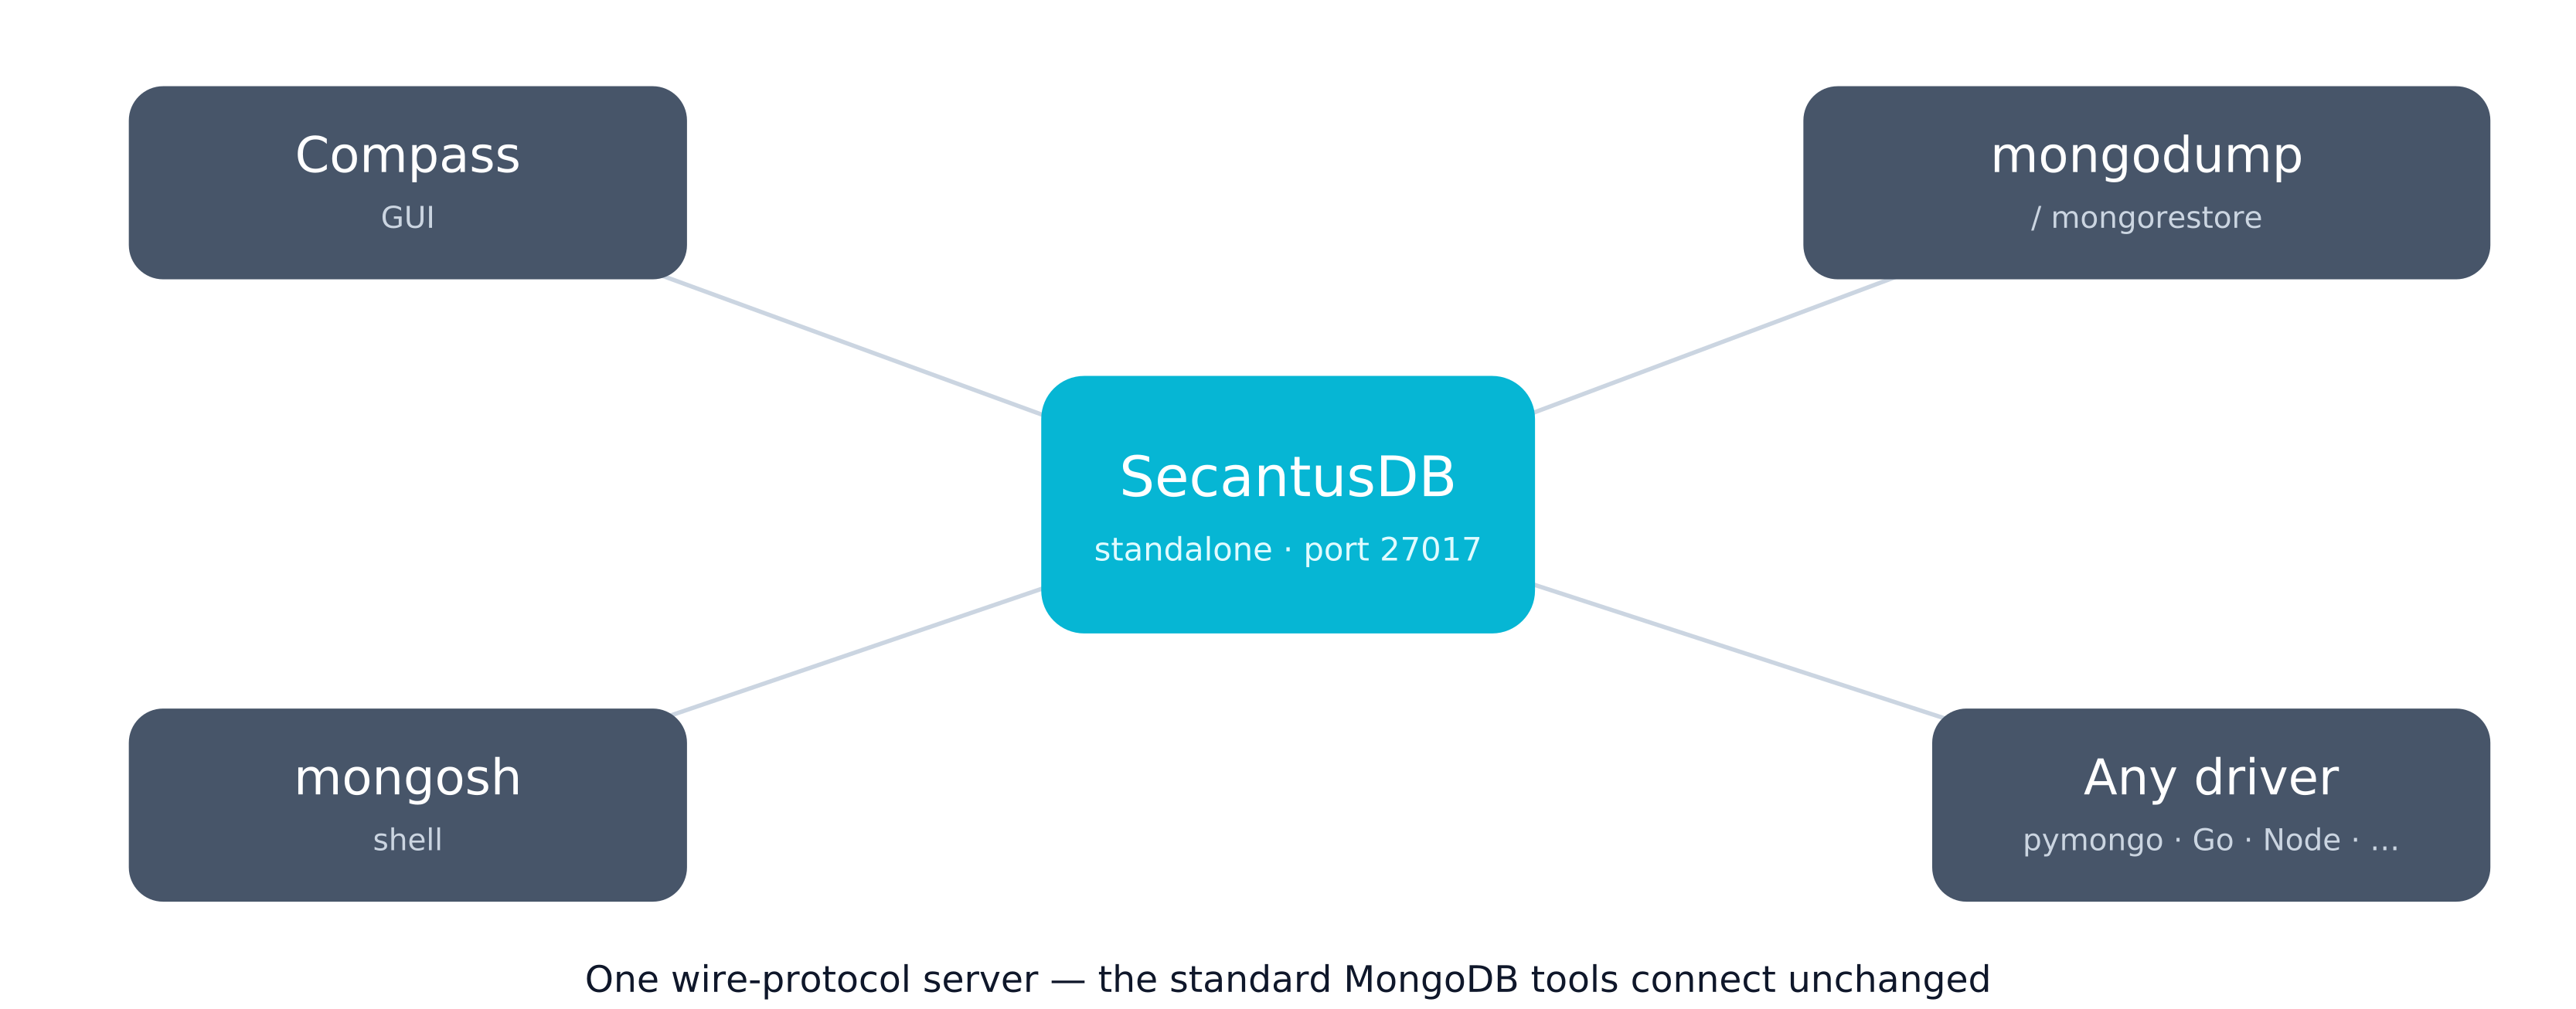 Compass
GUI
mongodump
/ mongorestore
SecantusDB
standalone · port 27017
mongosh
shell
Any driver
pymongo · Go · Node · …
One wire-protocol server — the standard MongoDB tools connect unchanged